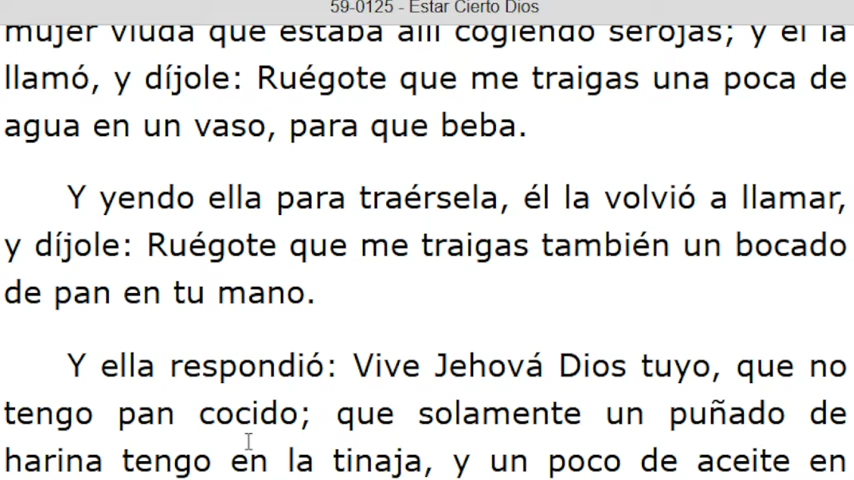 59-0125 - Estar Cierto Dios
mujer viuda que estaba allí cogiendo serojas; y él la
llamó, y díjole: Ruégote que me traigas una poca de
agua en un vaso, para que beba.
Y yendo ella para traérsela, él la volvió a llamar,
y díjole: Ruégote que me traigas también un bocado
de pan en tu mano.
Y ella respondió: Vive Jehová Dios tuyo, que no
tengo pan cocido; que solamente un puñado de
harina tengo en la tinaja, y un poco de aceite en